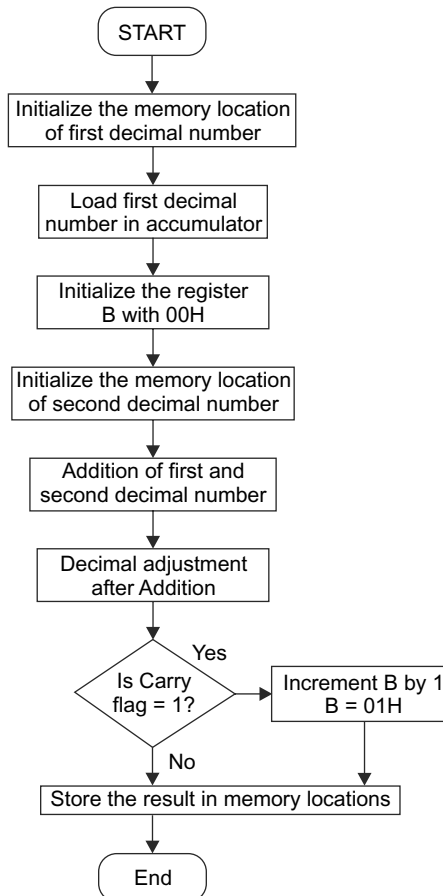 START
Initialize the memory location
of first decimal number
Load first decimal
number in accumulator
Initialize the register
B with 00H
Initialize the memory location
of second decimal number
Addition of first and
second decimal number
Decimal adjustment
after Addition
Is Carry
flag = 1?
Yes
Increment B by 1
B = 01H
No
Store the result in memory locations
End